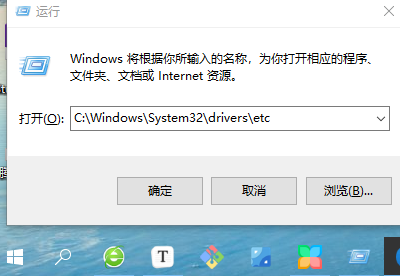 运行
Windows 将根据你所输入的名称，为你打开相应的程序、
文件夹、文档或 Internet 资源。
打开(O): C:\Windows\System32\drivers\etc
确定 取消 浏览(B)...
T